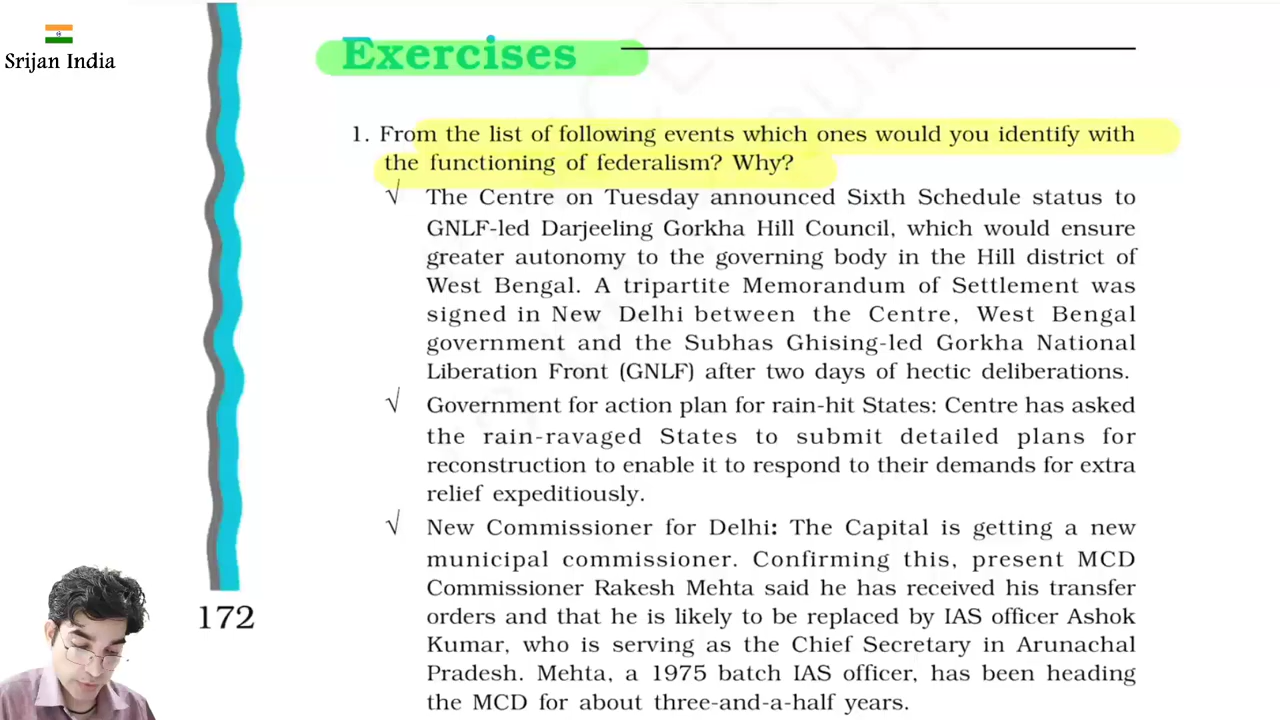 Srijan India
Exercises
1. From the list of following events which ones would you identify with
the functioning of federalism? Why?
√ The Centre on Tuesday announced Sixth Schedule status to
GNLF-led Darjeeling Gorkha Hill Council, which would ensure
greater autonomy to the governing body in the Hill district of
West Bengal. A tripartite Memorandum of Settlement was
signed in New Delhi between the Centre, West Bengal
government and the Subhas Ghising-led Gorkha National
Liberation Front (GNLF) after two days of hectic deliberations.
√ Government for action plan for rain-hit States: Centre has asked
the rain-ravaged States to submit detailed plans for
reconstruction to enable it to respond to their demands for extra
relief expeditiously.
√ New Commissioner for Delhi: The Capital is getting a new
municipal commissioner. Confirming this, present MCD
Commissioner Rakesh Mehta said he has received his transfer
orders and that he is likely to be replaced by IAS officer Ashok
Kumar, who is serving as the Chief Secretary in Arunachal
Pradesh. Mehta, a 1975 batch IAS officer, has been heading
the MCD for about three-and-a-half years.
172